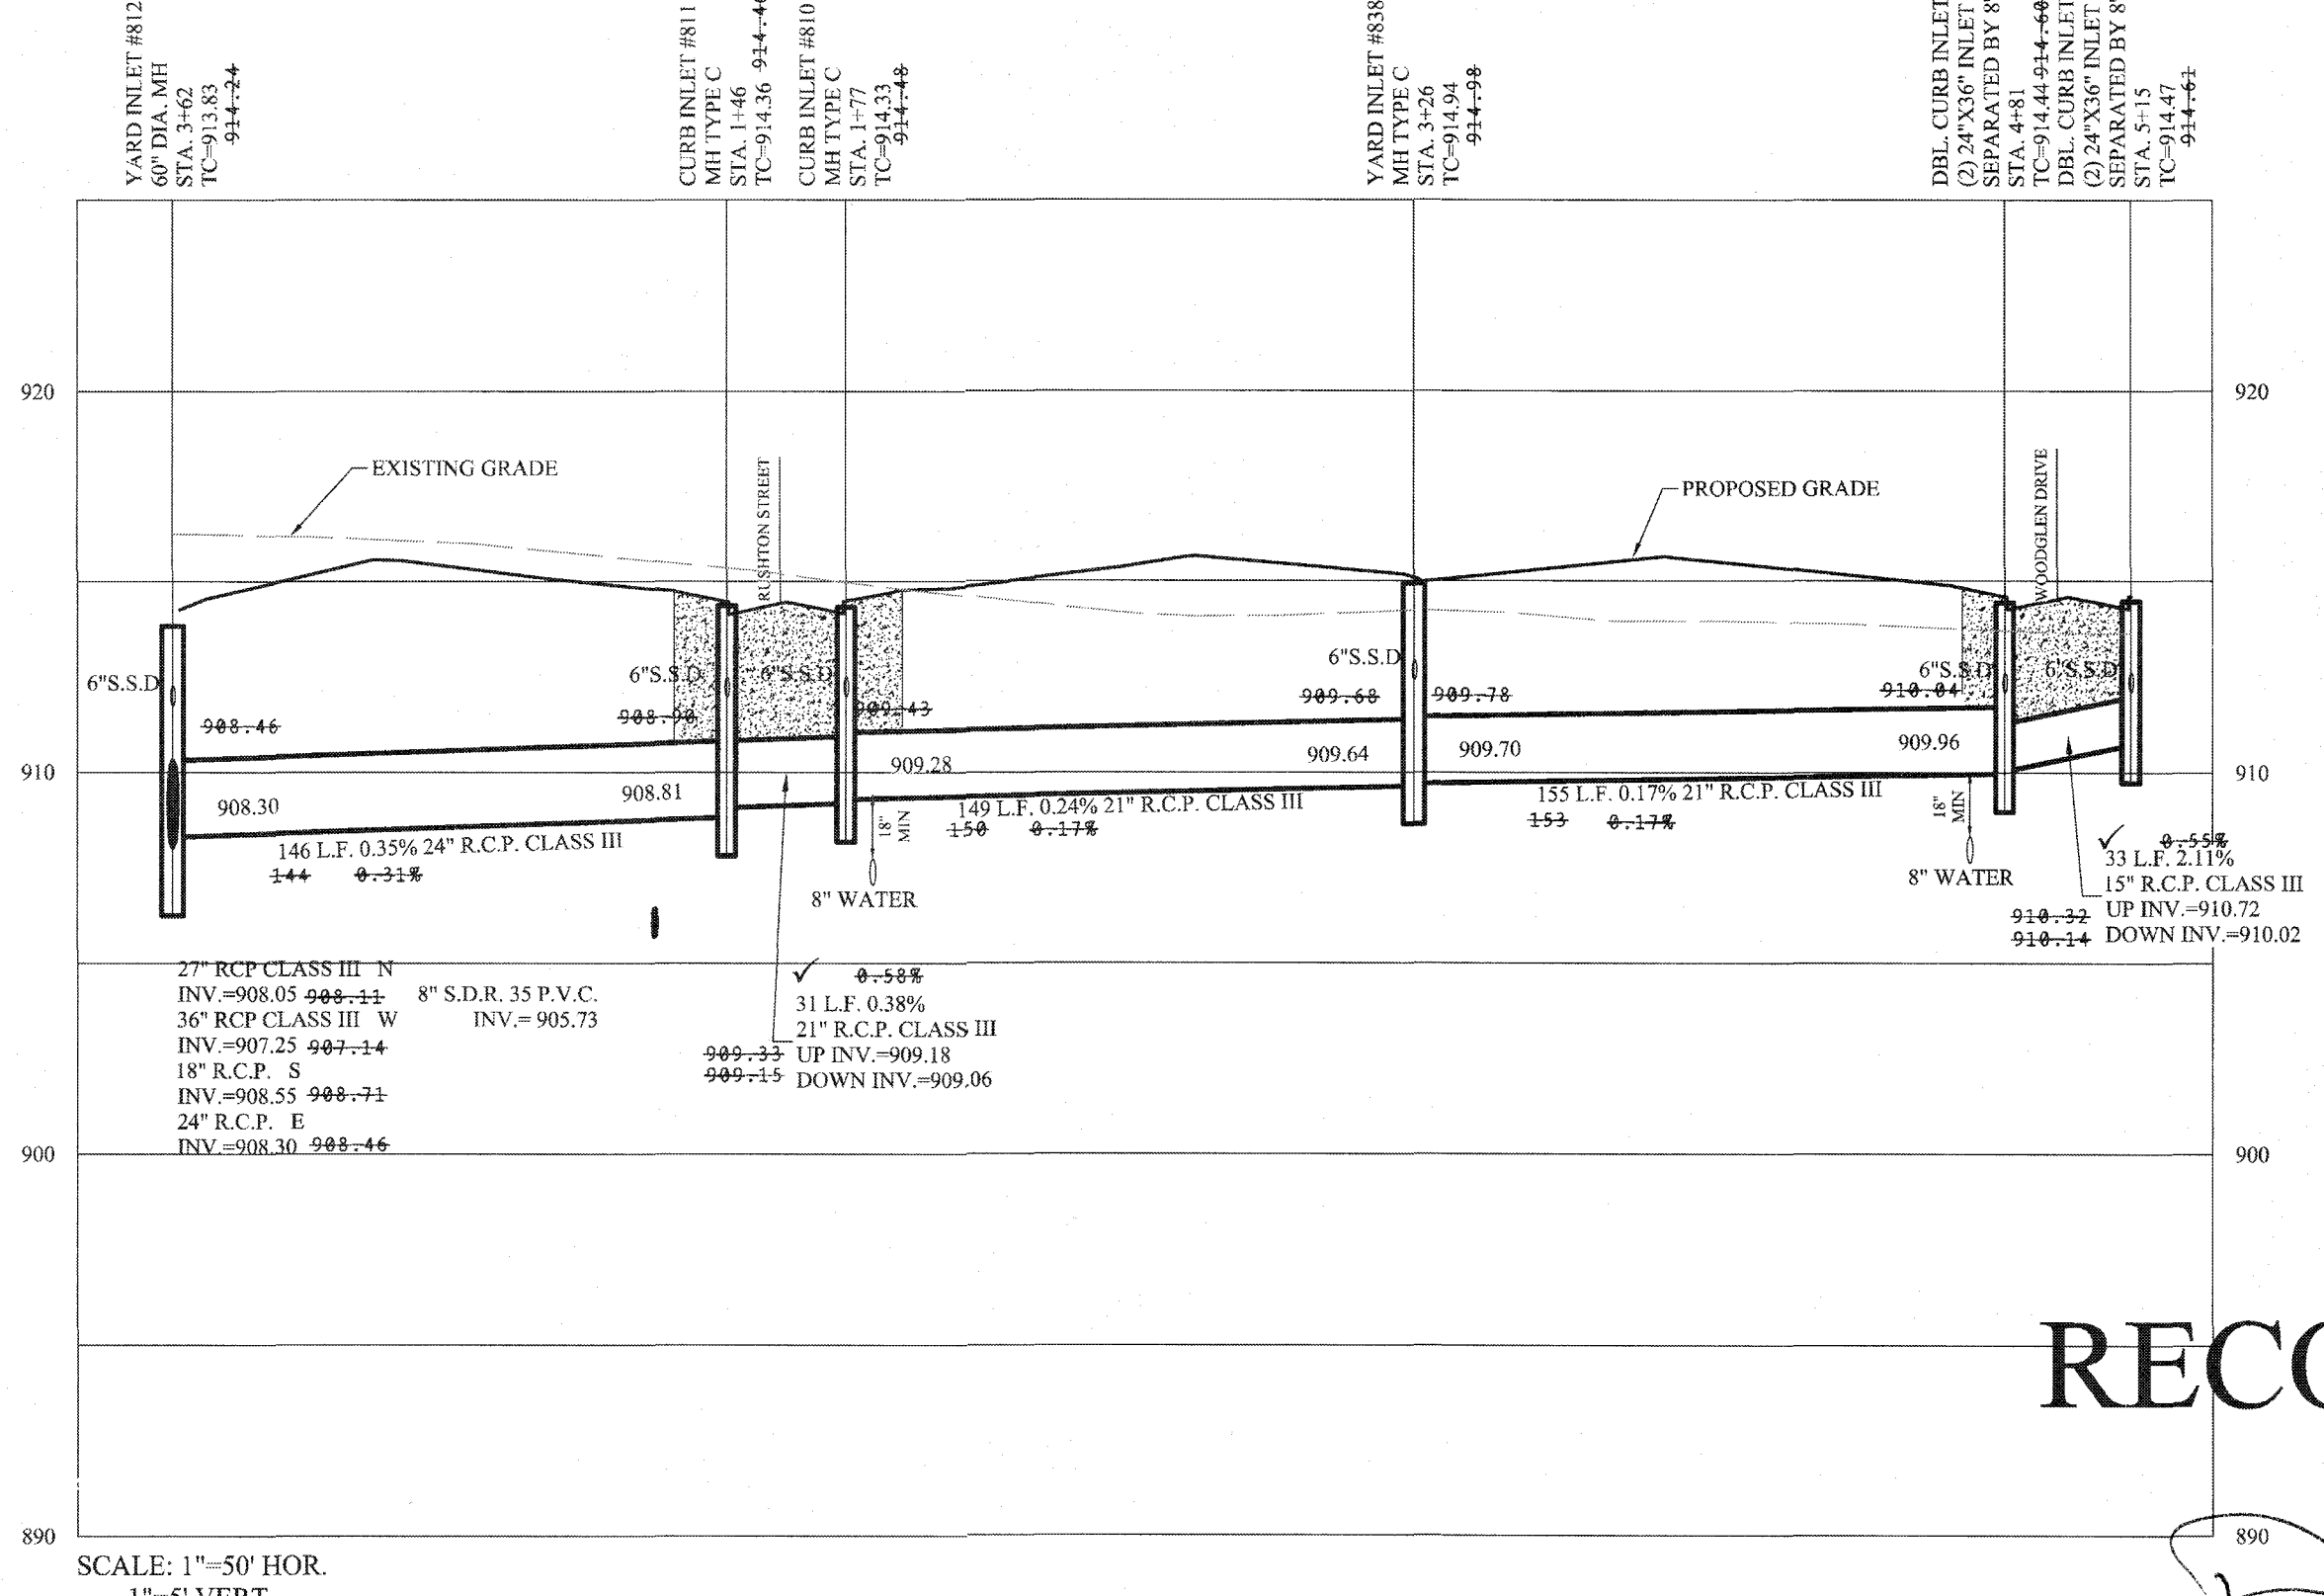 YARD INLET #812
60" DIA. MH
STA. 3+62
TC=913.83
914.24
CURB INLET #811
MH TYPE C
STA. 1+46
TC=914.36
CURB INLET #810
MH TYPE C
STA. 1+77
TC=914.33
914.48
YARD INLET #838
MH TYPE C
STA. 3+26
TC=914.94
914.98
DBL. CURB INLET
(2) 24"X36" INLET
SEPARATED BY 8'
STA. 4+81
TC=914.44 914.60
DBL. CURB INLET
(2) 24"X36" INLET
SEPARATED BY 8'
STA. 5+15
TC=914.47
914.61
920
920
EXISTING GRADE
RUSHTON STREET
PROPOSED GRADE
WOODGLEN DRIVE
6"S.S.D
6"S.S.D
6"S.S.D
6"S.S.D
6"S.S.D
6"S.S.D
908.46
908.90
909.43
909.68
909.78
910.04
908.30
908.81
909.28
909.64
909.70
909.96
910
910
146 L.F. 0.35% 24" R.C.P. CLASS III
144 0.31%
149 L.F. 0.24% 21" R.C.P. CLASS III
150 0.17%
155 L.F. 0.17% 21" R.C.P. CLASS III
153 0.17%
18" MIN
8" WATER
18" MIN
8" WATER
✓ 0.55%
33 L.F. 2.11%
15" R.C.P. CLASS III
910.32 UP INV.=910.72
910.14 DOWN INV.=910.02
27" RCP CLASS III N
INV.=908.05 908.11
36" RCP CLASS III W
INV.=907.25 907.14
18" R.C.P. S
INV.=908.55 908.71
24" R.C.P. E
INV.=908.30 908.46
8" S.D.R. 35 P.V.C.
INV.= 905.73
✓ 0.58%
31 L.F. 0.38%
21" R.C.P. CLASS III
909.33 UP INV.=909.18
909.15 DOWN INV.=909.06
900
900
RECO
890
890
SCALE: 1"=50' HOR.
1"=5' VERT